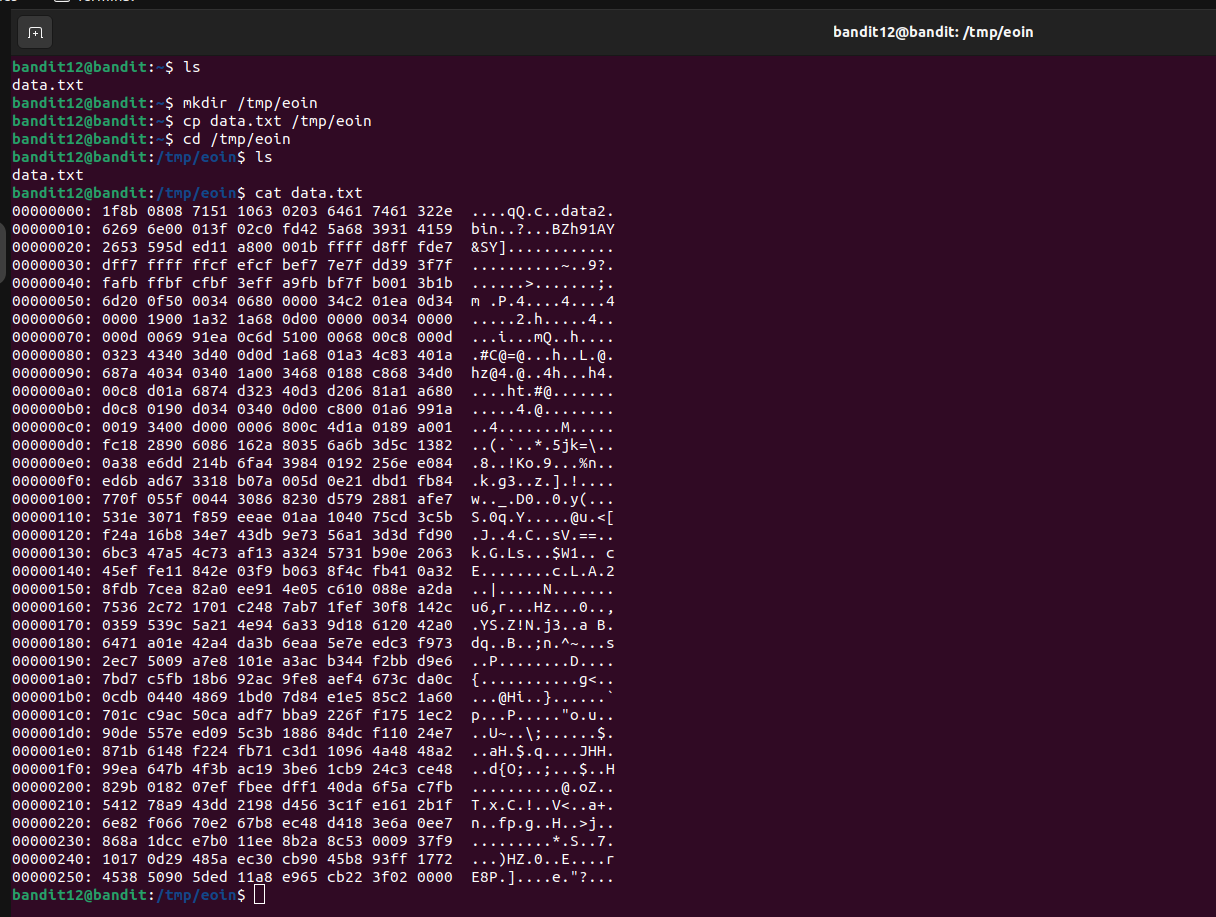 bandit12@bandit: /tmp/eoin
bandit12@bandit:~$ ls
data.txt
bandit12@bandit:~$ mkdir /tmp/eoin
bandit12@bandit:~$ cp data.txt /tmp/eoin
bandit12@bandit:~$ cd /tmp/eoin
bandit12@bandit:/tmp/eoin$ ls
data.txt
bandit12@bandit:/tmp/eoin$ cat data.txt
00000000: 1f8b 0808 7151 1063 0203 6461 7461 322e  ....qQ.c..data2.
00000010: 6269 6e00 013f 02c0 fd42 5a68 3931 4159  bin..?...BZh91AY
00000020: 2653 595d ed11 a800 001b ffff d8ff fde7  &SY]............
00000030: dff7 ffff ffcf efcf bef7 7e7f dd39 3f7f  ..........~..9?.
00000040: fafb ffbf cfbf 3eff a9fb bf7f b001 3b1b  ......>.......;.
00000050: 6d20 0f50 0034 0680 0000 34c2 01ea 0d34  m .P.4....4....4
00000060: 0000 1900 1a32 1a68 0d00 0000 0034 0000  .....2.h.....4..
00000070: 000d 0069 91ea 0c6d 5100 0068 00c8 000d  ...i...mQ..h....
00000080: 0323 4340 3d40 0d0d 1a68 01a3 4c83 401a  .#C@=@...h..L.@.
00000090: 687a 4034 0340 1a00 3468 0188 c868 34d0  hz@4.@..4h...h4.
000000a0: 00c8 d01a 6874 d323 40d3 d206 81a1 a680  ....ht.#@.......
000000b0: d0c8 0190 d034 0340 0d00 c800 01a6 991a  .....4.@........
000000c0: 0019 3400 d000 0006 800c 4d1a 0189 a001  ..4.......M.....
000000d0: fc18 2890 6086 162a 8035 6a6b 3d5c 1382  ..(.`..*.5jk=\..
000000e0: 0a38 e6dd 214b 6fa4 3984 0192 256e e084  .8..!Ko.9...%n..
000000f0: ed6b ad67 3318 b07a 005d 0e21 dbd1 fb84  .k.g3..z.].!....
00000100: 770f 055f 0044 3086 8230 d579 2881 afe7  w.._.D0..0.y(...
00000110: 531e 3071 f859 eeae 01aa 1040 75cd 3c5b  S.0q.Y.....@u.<[
00000120: f24a 16b8 34e7 43db 9e73 56a1 3d3d fd90  .J..4.C..sV.==..
00000130: 6bc3 47a5 4c73 af13 a324 5731 b90e 2063  k.G.Ls...$W1.. c
00000140: 45ef fe11 842e 03f9 b063 8f4c fb41 0a32  E........c.L.A.2
00000150: 8fdb 7cea 82a0 ee91 4e05 c610 088e a2da  ..|.....N.......
00000160: 7536 2c72 1701 c248 7ab7 1fef 30f8 142c  u6,r...Hz...0..,
00000170: 0359 539c 5a21 4e94 6a33 9d18 6120 42a0  .YS.Z!N.j3..a B.
00000180: 6471 a01e 42a4 da3b 6eaa 5e7e edc3 f973  dq..B..;n.^~...s
00000190: 2ec7 5009 a7e8 101e a3ac b344 f2bb d9e6  ..P........D....
000001a0: 7bd7 c5fb 18b6 92ac 9fe8 aef4 673c da0c  {...........g<..
000001b0: 0cdb 0440 4869 1bd0 7d84 e1e5 85c2 1a60  ...@Hi..}......`
000001c0: 701c c9ac 50ca adf7 bba9 226f f175 1ec2  p...P....."o.u..
000001d0: 90de 557e ed09 5c3b 1886 84dc f110 24e7  ..U~..\;......$.
000001e0: 871b 6148 f224 fb71 c3d1 1096 4a48 48a2  ..aH.$.q....JHH.
000001f0: 99ea 647b 4f3b ac19 3be6 1cb9 24c3 ce48  ..d{O;..;...$..H
00000200: 829b 0182 07ef fbee dff1 40da 6f5a c7fb  ..........@.oZ..
00000210: 5412 78a9 43dd 2198 d456 3c1f e161 2b1f  T.x.C.!..V<..a+.
00000220: 6e82 f066 70e2 67b8 ec48 d418 3e6a 0ee7  n..fp.g..H..>j..
00000230: 868a 1dcc e7b0 11ee 8b2a 8c53 0009 37f9  .........*.S..7.
00000240: 1017 0d29 485a ec30 cb90 45b8 93ff 1772  ...)HZ.0..E....r
00000250: 4538 5090 5ded 11a8 e965 cb22 3f02 0000  E8P.]....e."?...
bandit12@bandit:/tmp/eoin$